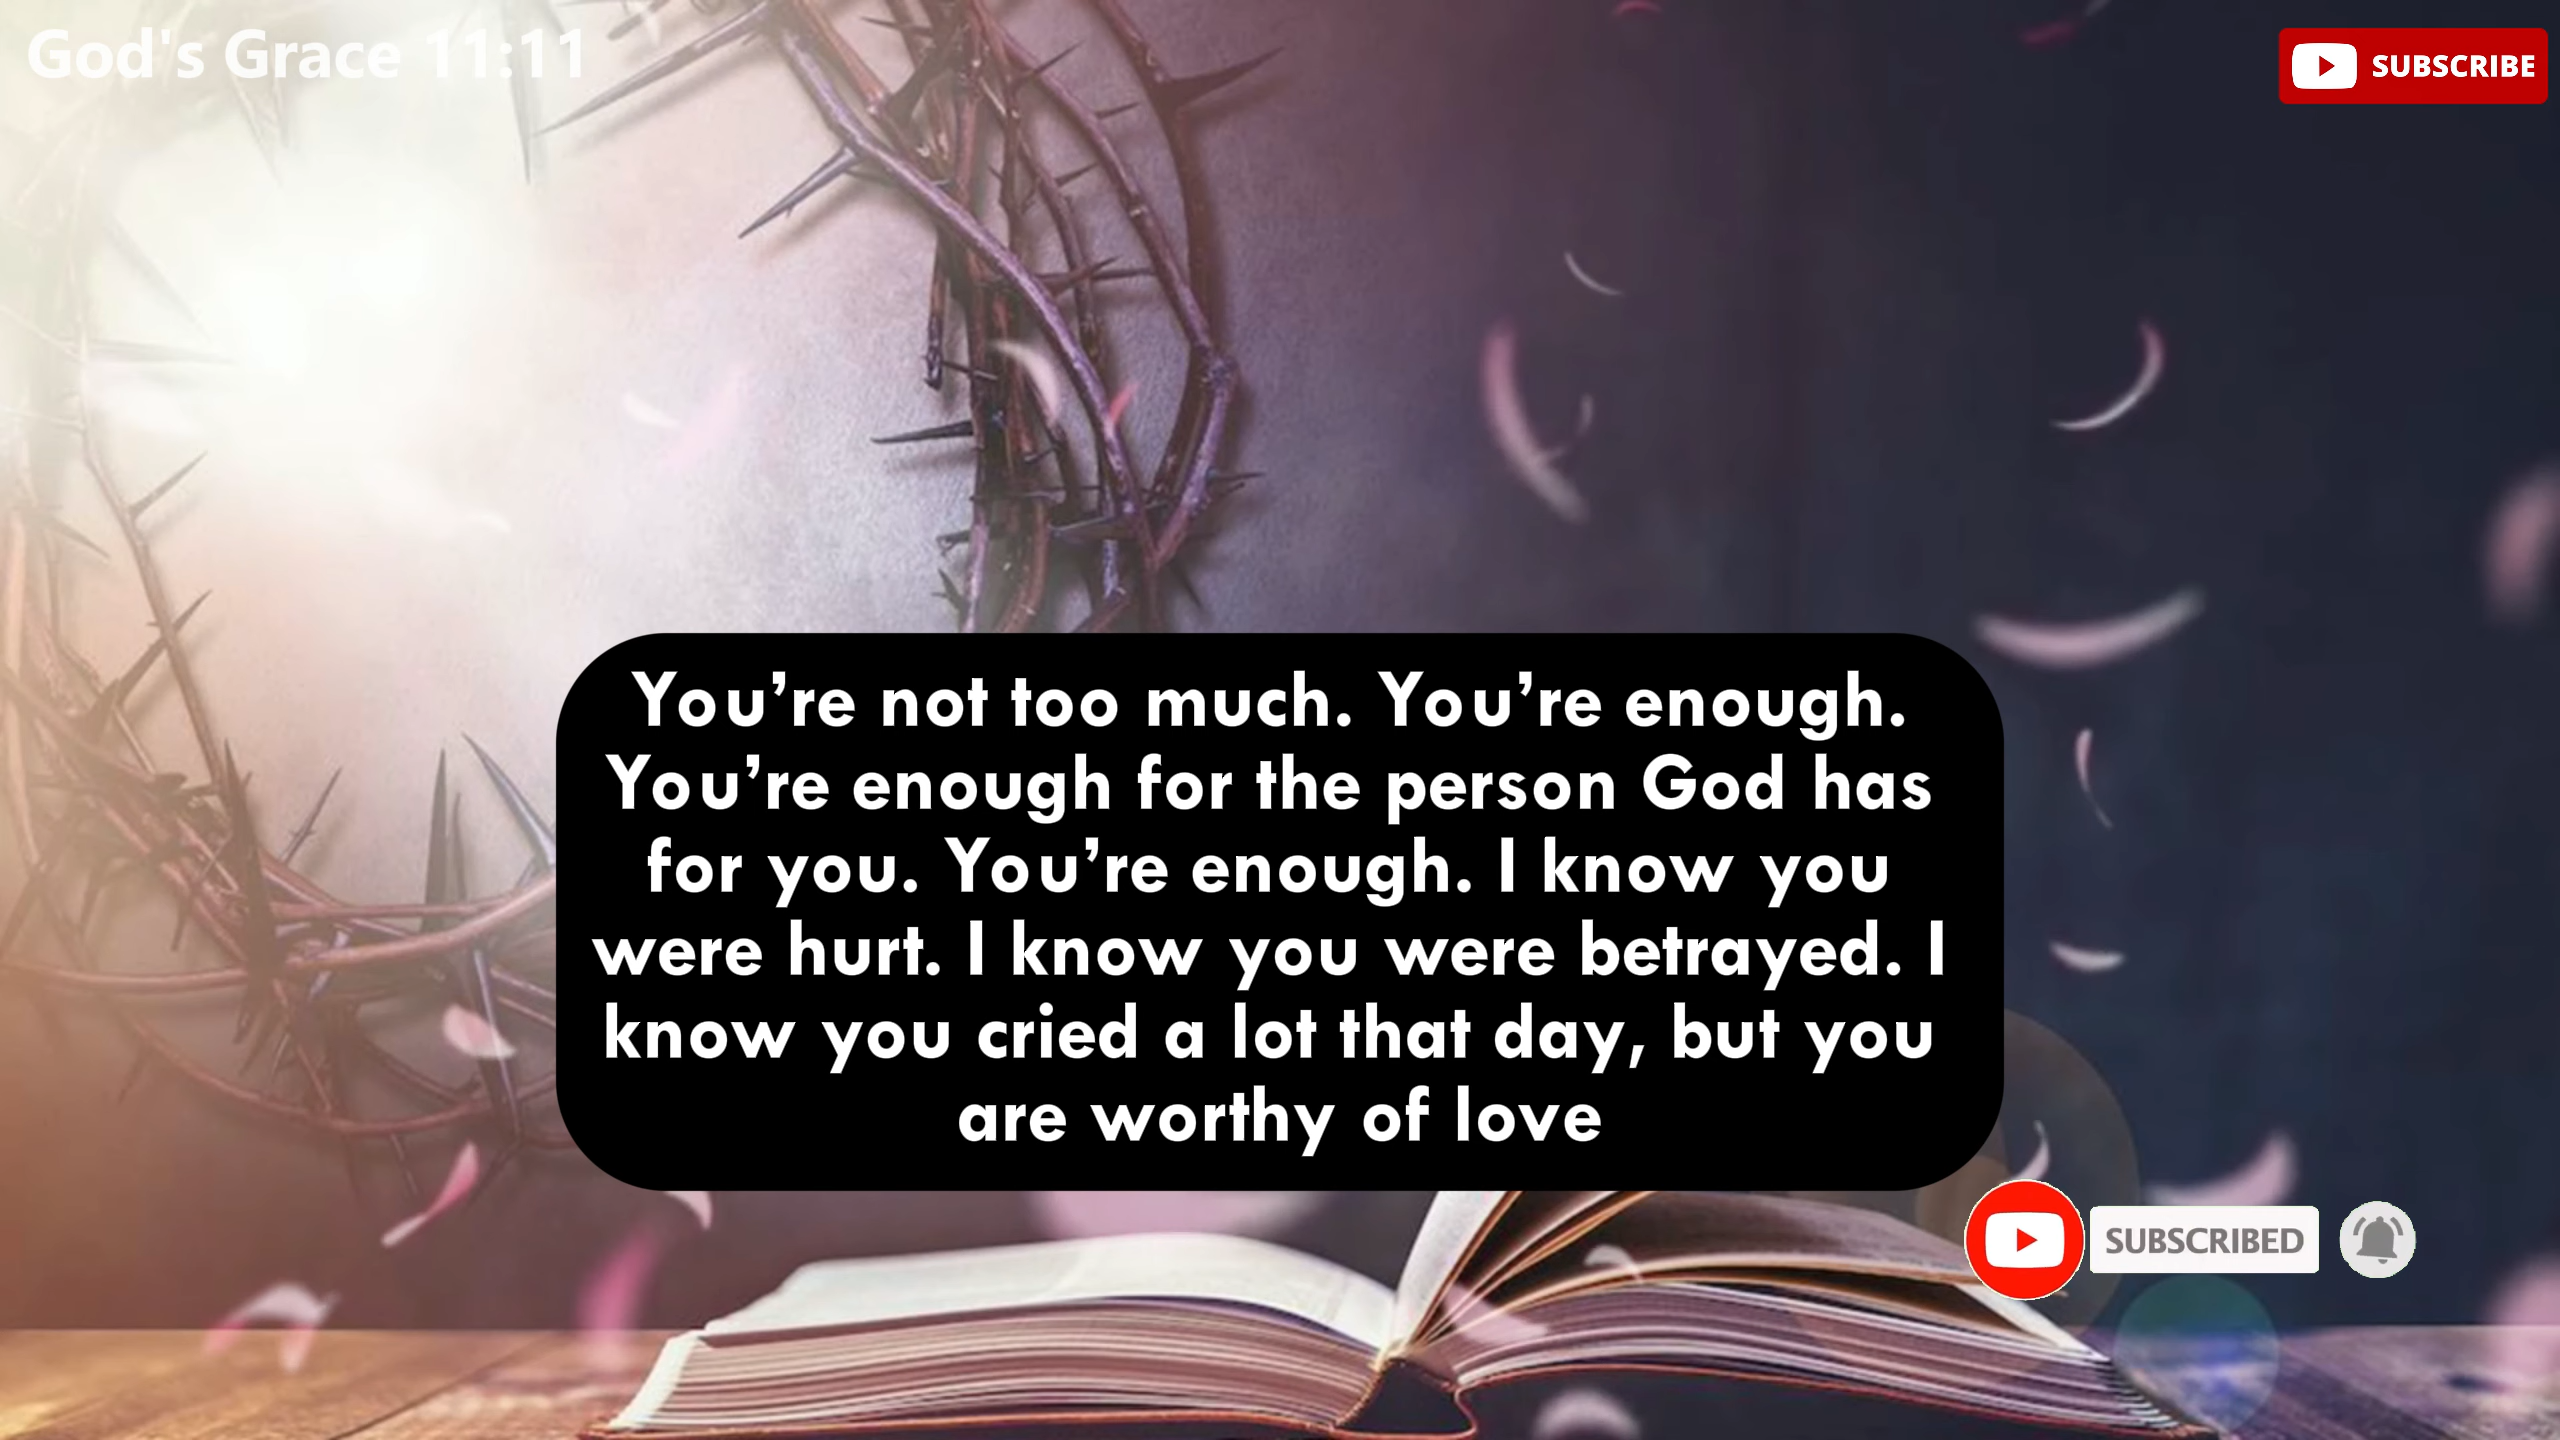 God's Grace 11:11
SUBSCRIBE
You’re not too much. You’re enough.
You’re enough for the person God has
for you. You’re enough. I know you
were hurt. I know you were betrayed. I
know you cried a lot that day, but you
are worthy of love
SUBSCRIBED